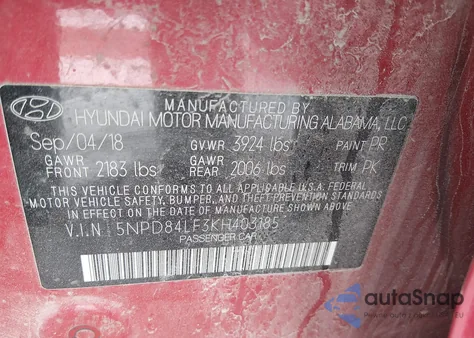 MANUFACTURED BY
HYUNDAI MOTOR MANUFACTURING ALABAMA, LLC
Sep/04/18 GVWR 3924 lbs PAINT PR
GAWR FRONT 2183 lbs GAWR REAR 2006 lbs TRIM PK
THIS VEHICLE CONFORMS TO ALL APPLICABLE U.S.A. FEDERAL
MOTOR VEHICLE SAFETY, BUMPER, AND THEFT PREVENTION STANDARDS
IN EFFECT ON THE DATE OF MANUFACTURE SHOWN ABOVE.
V.I.N : 5NPD84LF3KH403185
PASSENGER CAR
autoSnap